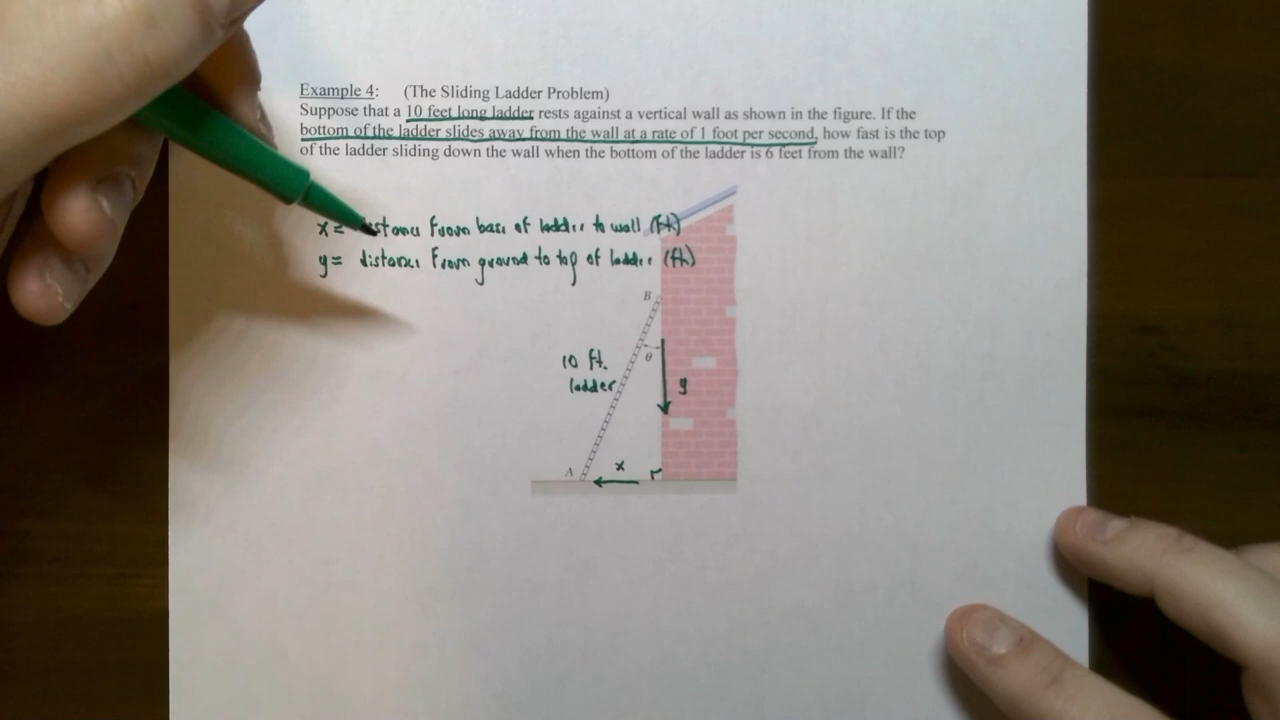 Example 4: (The Sliding Ladder Problem)
Suppose that a 10 feet long ladder rests against a vertical wall as shown in the figure. If the
bottom of the ladder slides away from the wall at a rate of 1 foot per second, how fast is the top
of the ladder sliding down the wall when the bottom of the ladder is 6 feet from the wall?
x = distance from base of ladder to wall (ft)
y = distance from ground to top of ladder (ft)
B
10 ft.
θ
ladder
y
x
A